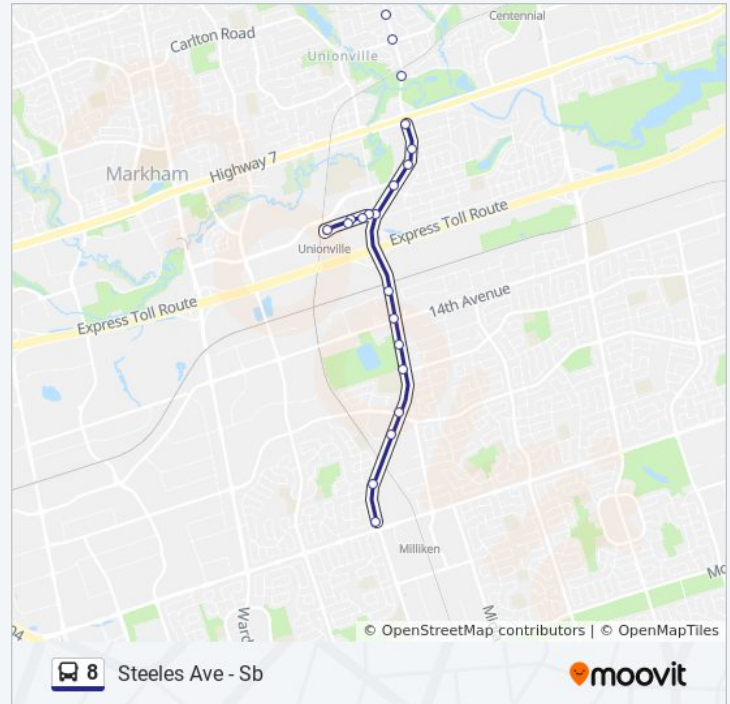 Centennial
Carlton Road
Unionville
Highway 7
Markham
Express Toll Route
Unionville
14th Avenue
Express Toll Route
Milliken
© OpenStreetMap contributors | © OpenMapTiles
8 Steeles Ave - Sb
moovit